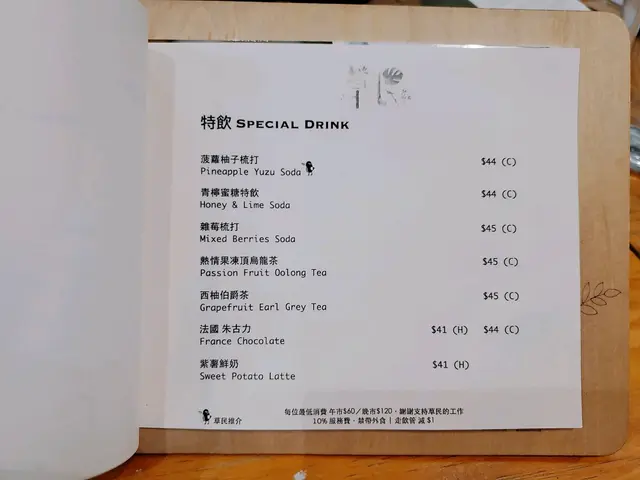 特飲 SPECIAL DRINK
菠蘿柚子梳打
Pineapple Yuzu Soda
$44 (C)
青檸蜜糖特飲
Honey & Lime Soda
$44 (C)
雜莓梳打
Mixed Berries Soda
$45 (C)
熱情果凍頂烏龍茶
Passion Fruit Oolong Tea
$45 (C)
西柚伯爵茶
Grapefruit Earl Grey Tea
$45 (C)
法國 朱古力
France Chocolate
$41 (H) $44 (C)
紫薯鮮奶
Sweet Potato Latte
$41 (H)
草民推介
每位最低消費 午市$60/晚市$120。謝謝支持草民的工作
10% 服務費。禁帶外食 | 走飲管 減 $1